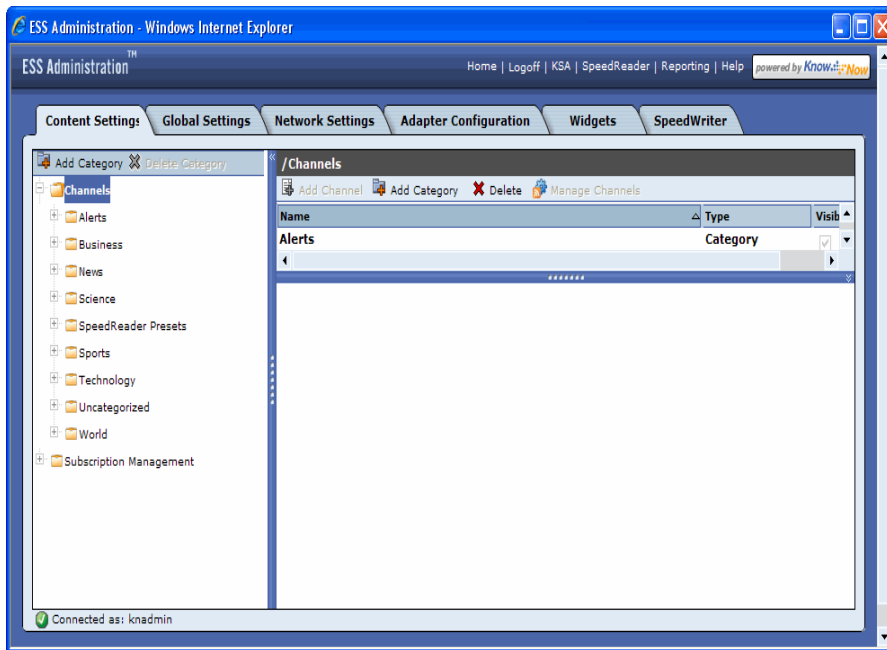 ESS Administration - Windows Internet Explorer
ESS Administration™
Home | Logoff | KSA | SpeedReader | Reporting | Help
powered by KnowNow
Content Settings
Global Settings
Network Settings
Adapter Configuration
Widgets
SpeedWriter
Add Category
Delete Category
/Channels
Add Channel
Add Category
Delete
Manage Channels
Channels
Alerts
Business
News
Science
SpeedReader Presets
Sports
Technology
Uncategorized
World
Subscription Management
Name
Type
Visib
Alerts
Category
Connected as: knadmin